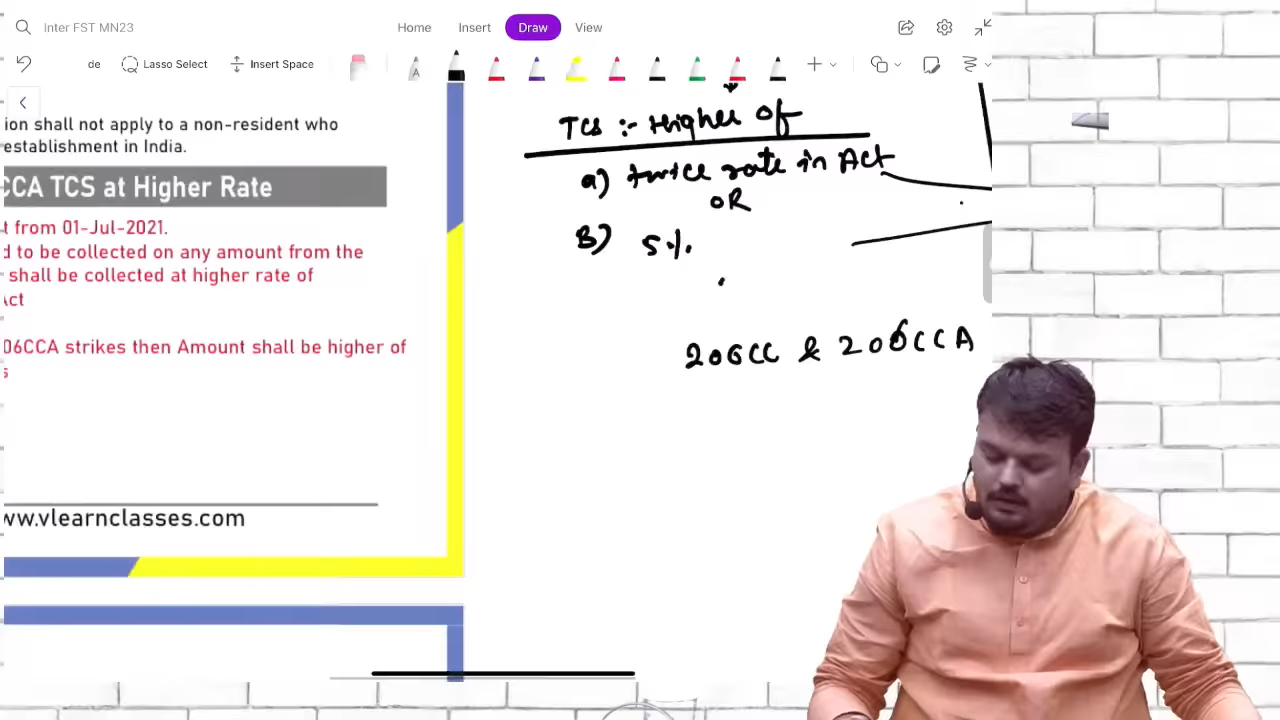 Inter FST MN23
Home Insert Draw View
de Lasso Select Insert Space
ion shall not apply to a non-resident who
establishment in India.
CCA TCS at Higher Rate
t from 01-Jul-2021.
d to be collected on any amount from the
shall be collected at higher rate of
Act
06CCA strikes then Amount shall be higher of
s
www.vlearnclasses.com
TCS :- Higher Of
a) twice rate in Act
OR
B) 5%.
206CC & 206CCA